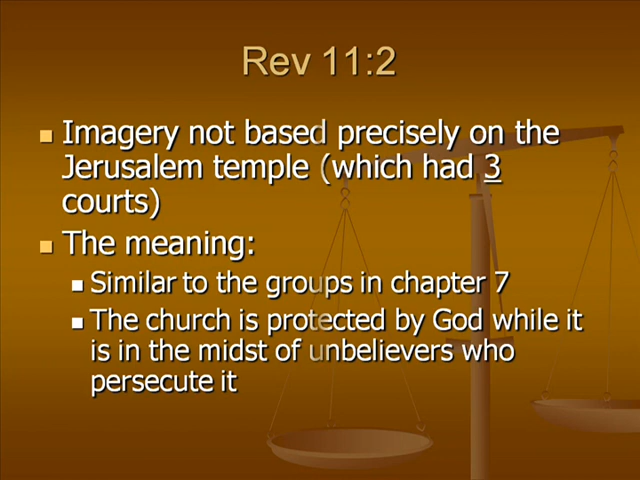 Rev 11:2
Imagery not based precisely on the
Jerusalem temple (which had 3
courts)
The meaning:
Similar to the groups in chapter 7
The church is protected by God while it
is in the midst of unbelievers who
persecute it